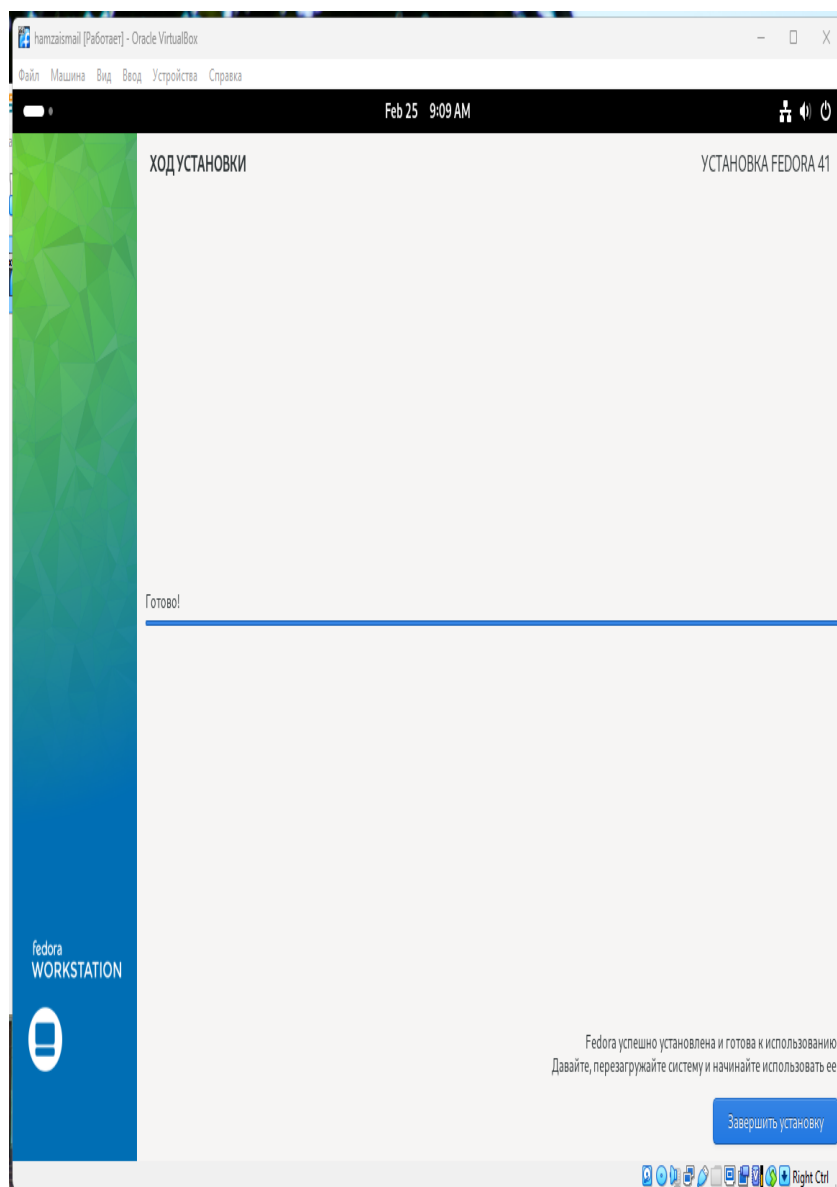 hamzaismail [Работает] - Oracle VirtualBox
Файл Машина Вид Ввод Устройства Справка
Feb 25 9:09 AM
ХОД УСТАНОВКИ
УСТАНОВКА FEDORA 41
Готово!
fedora
WORKSTATION
Fedora успешно установлена и готова к использованию
Давайте, перезагружайте систему и начинайте использовать ее
Завершить установку
Right Ctrl